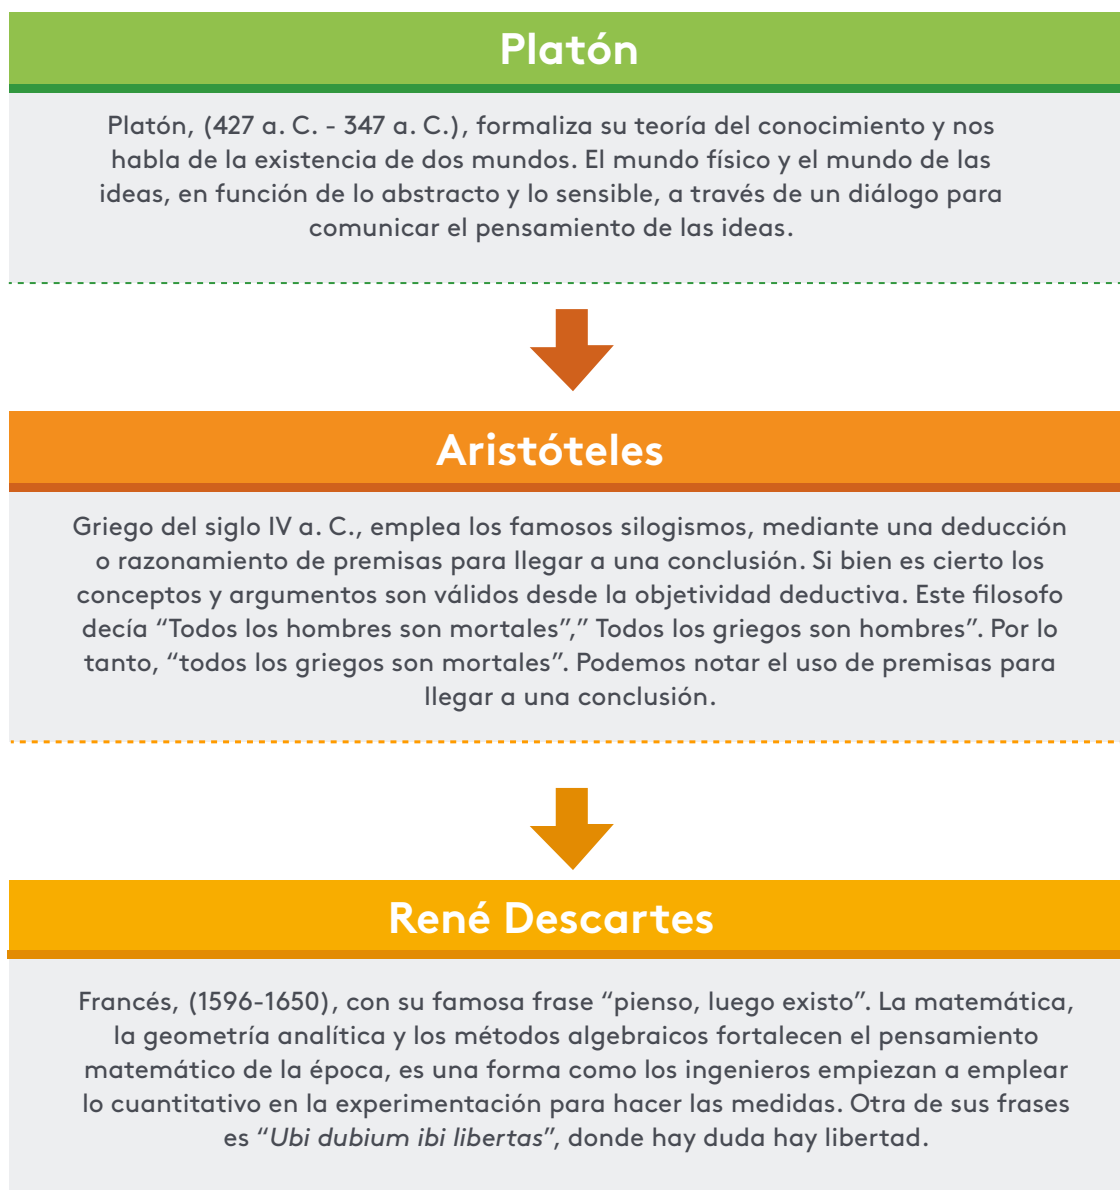 Platón
Platón, (427 a. C. - 347 a. C.), formaliza su teoría del conocimiento y nos
habla de la existencia de dos mundos. El mundo físico y el mundo de las
ideas, en función de lo abstracto y lo sensible, a través de un diálogo para
comunicar el pensamiento de las ideas.
Aristóteles
Griego del siglo IV a. C., emplea los famosos silogismos, mediante una deducción
o razonamiento de premisas para llegar a una conclusión. Si bien es cierto los
conceptos y argumentos son válidos desde la objetividad deductiva. Este filosofo
decía “Todos los hombres son mortales”,” Todos los griegos son hombres”. Por lo
tanto, “todos los griegos son mortales”. Podemos notar el uso de premisas para
llegar a una conclusión.
René Descartes
Francés, (1596-1650), con su famosa frase “pienso, luego existo”. La matemática,
la geometría analítica y los métodos algebraicos fortalecen el pensamiento
matemático de la época, es una forma como los ingenieros empiezan a emplear
lo cuantitativo en la experimentación para hacer las medidas. Otra de sus frases
es “Ubi dubium ibi libertas”, donde hay duda hay libertad.